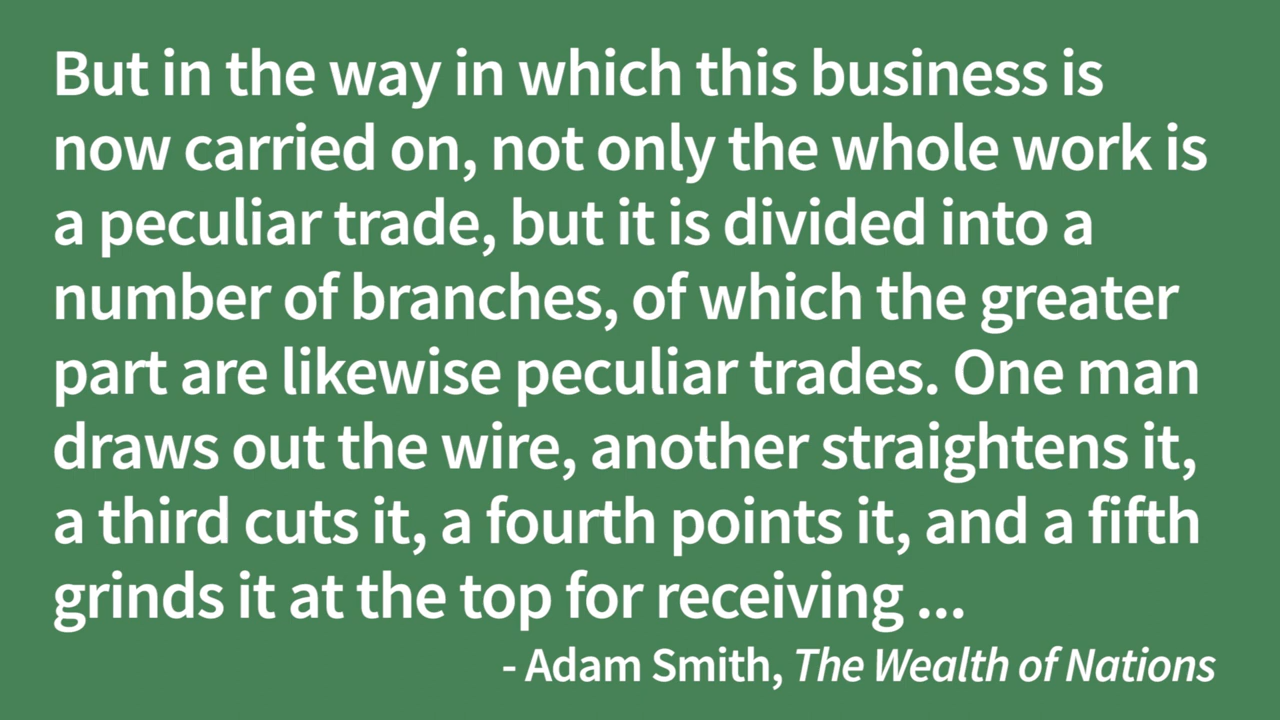 But in the way in which this business is
now carried on, not only the whole work is
a peculiar trade, but it is divided into a
number of branches, of which the greater
part are likewise peculiar trades. One man
draws out the wire, another straightens it,
a third cuts it, a fourth points it, and a fifth
grinds it at the top for receiving ...
- Adam Smith, The Wealth of Nations